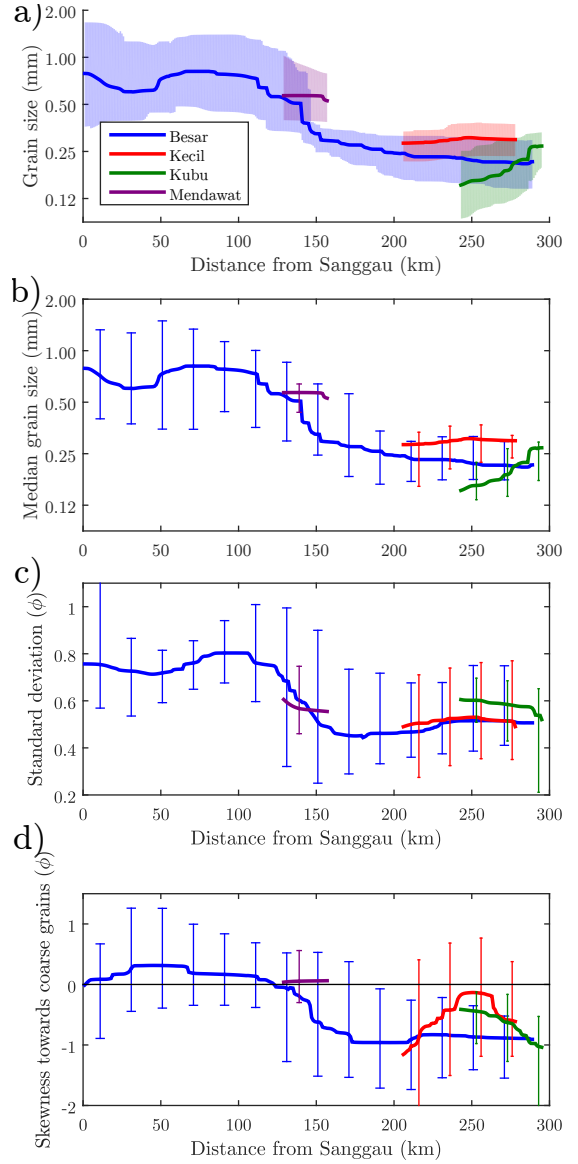 a)
2.00
1.00
0.50
0.25
0.12
Grain size (mm)
Besar
Kecil
Kubu
Mendawat
0 50 100 150 200 250 300
Distance from Sanggau (km)
b)
2.00
1.00
0.50
0.25
0.12
Median grain size (mm)
0 50 100 150 200 250 300
Distance from Sanggau (km)
c)
1
0.8
0.6
0.4
0.2
Standard deviation (ϕ)
0 50 100 150 200 250 300
Distance from Sanggau (km)
d)
1
0
-1
-2
Skewness towards coarse grains (ϕ)
0 50 100 150 200 250 300
Distance from Sanggau (km)